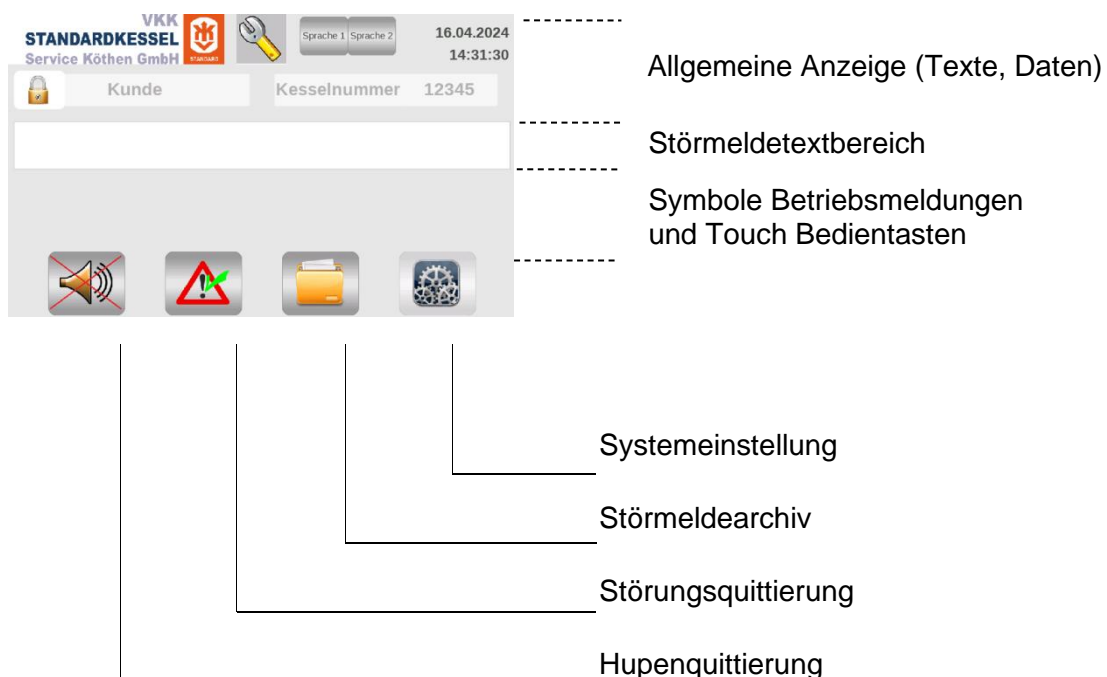 VKK
STANDARDKESSEL
Service Köthen GmbH
STANDARD
Sprache 1 Sprache 2
16.04.2024
14:31:30
Kunde
Kesselnummer 12345
Allgemeine Anzeige (Texte, Daten)
Störmeldetextbereich
Symbole Betriebsmeldungen
und Touch Bedientasten
Systemeinstellung
Störmeldearchiv
Störungsquittierung
Hupenquittierung